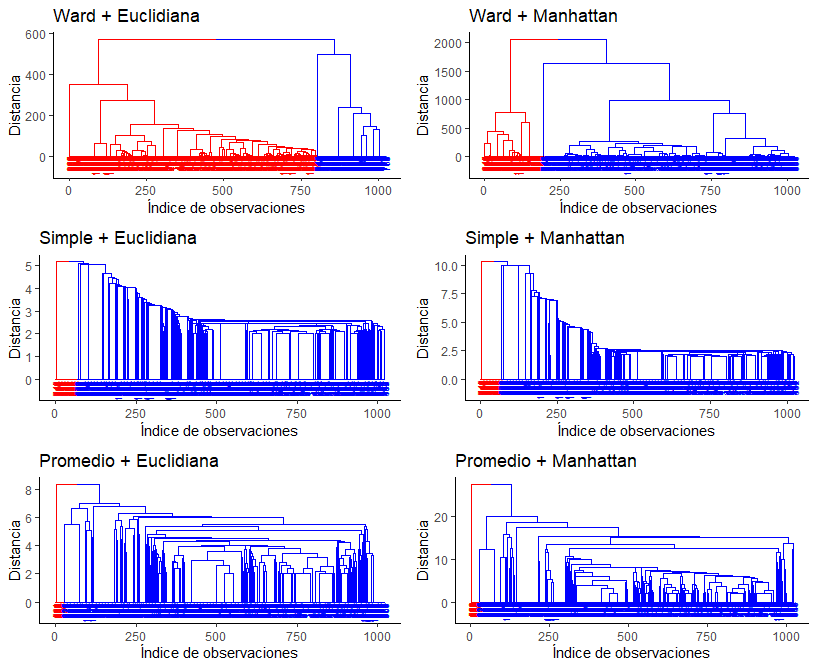 Ward + Euclidiana
Distancia
600
400
200
0
0 250 500 750 1000
Índice de observaciones
Ward + Manhattan
Distancia
2000
1500
1000
500
0
0 250 500 750 1000
Índice de observaciones
Simple + Euclidiana
Distancia
5
4
3
2
1
0
0 250 500 750 1000
Índice de observaciones
Simple + Manhattan
Distancia
10.0
7.5
5.0
2.5
0.0
0 250 500 750 1000
Índice de observaciones
Promedio + Euclidiana
Distancia
8
6
4
2
0
0 250 500 750 1000
Índice de observaciones
Promedio + Manhattan
Distancia
20
10
0
0 250 500 750 1000
Índice de observaciones